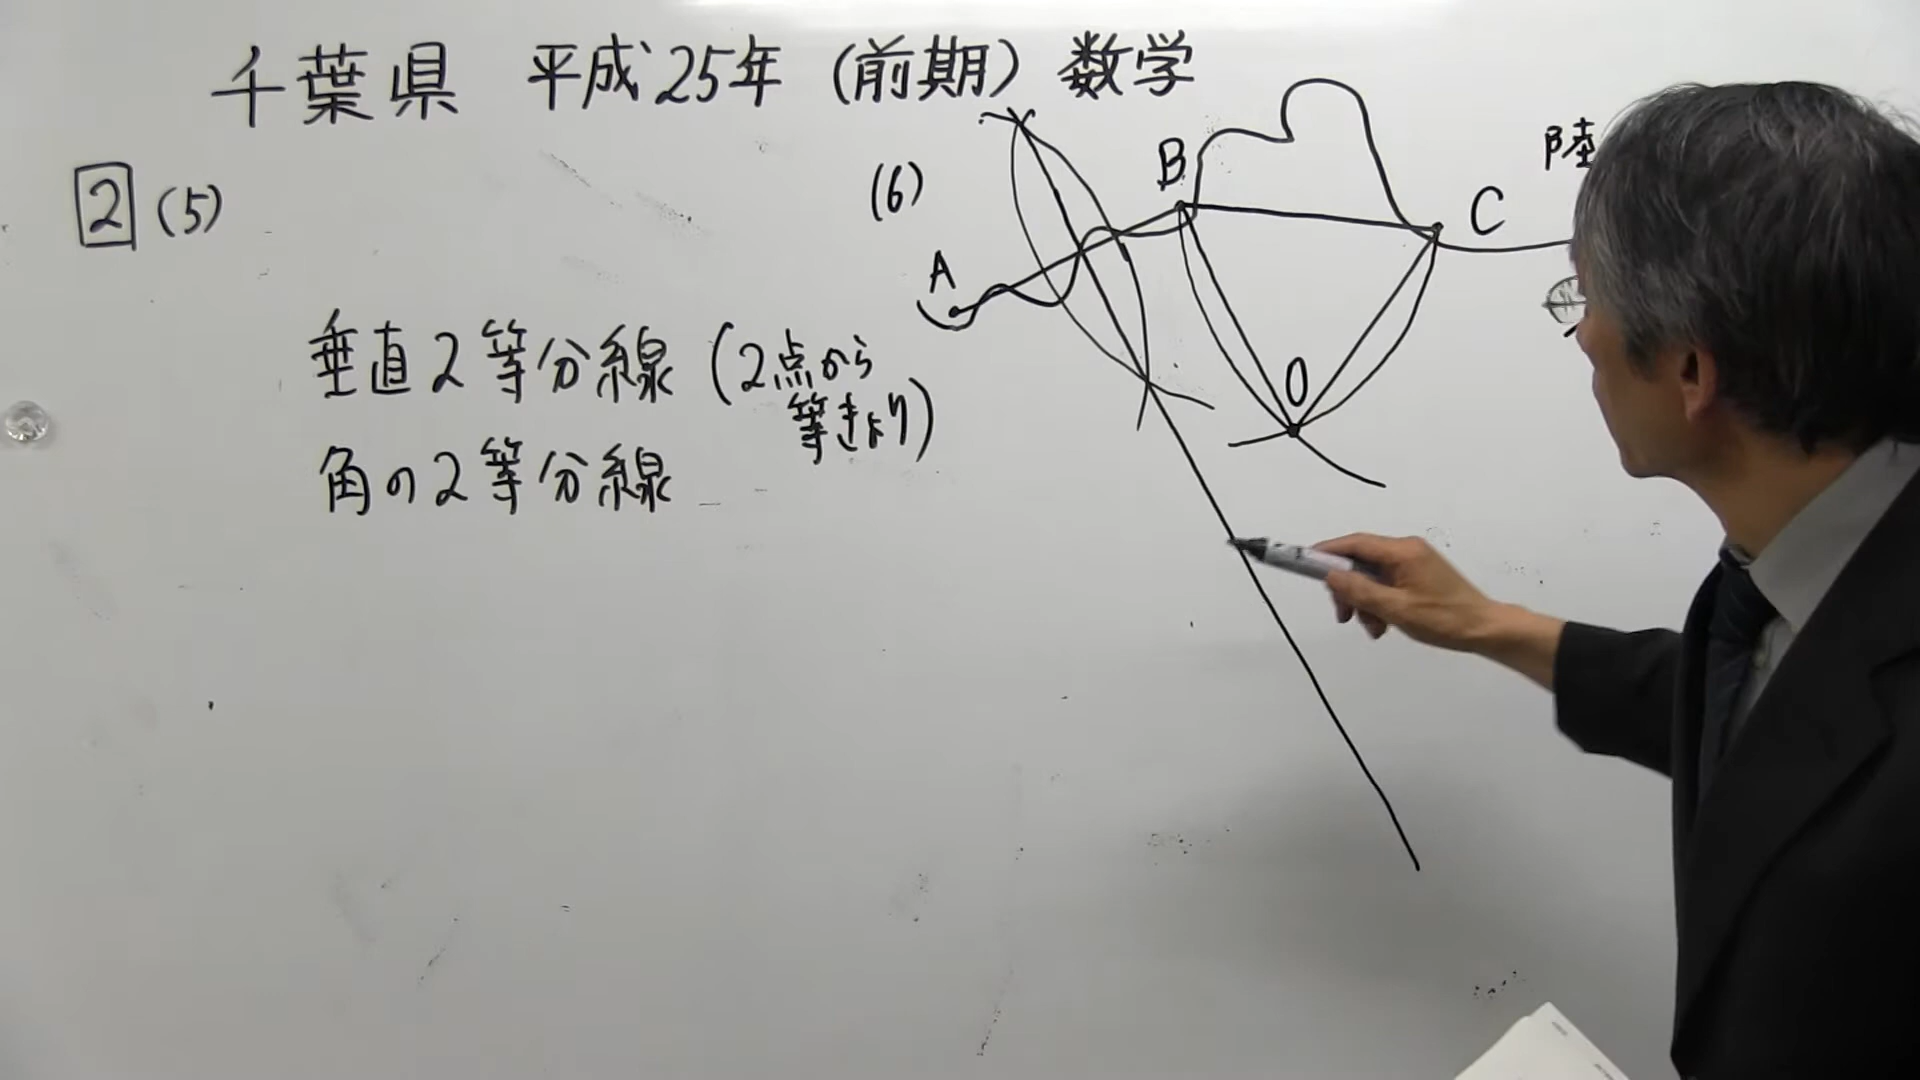 千葉県 平成25年 (前期) 数学
2 (5)
垂直2等分線 (2点から
等きょり)
角の2等分線
(6)
A
B
C
O
陸